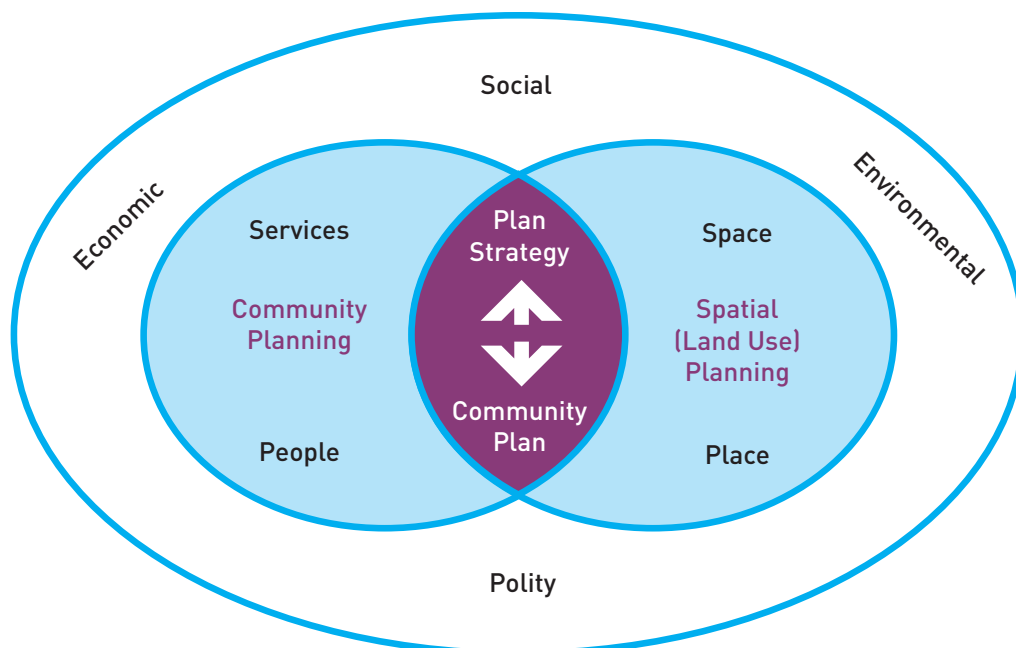 Social
Economic
Environmental
Services
Community
Planning
People
Plan
Strategy
Community
Plan
Space
Spatial
(Land Use)
Planning
Place
Polity